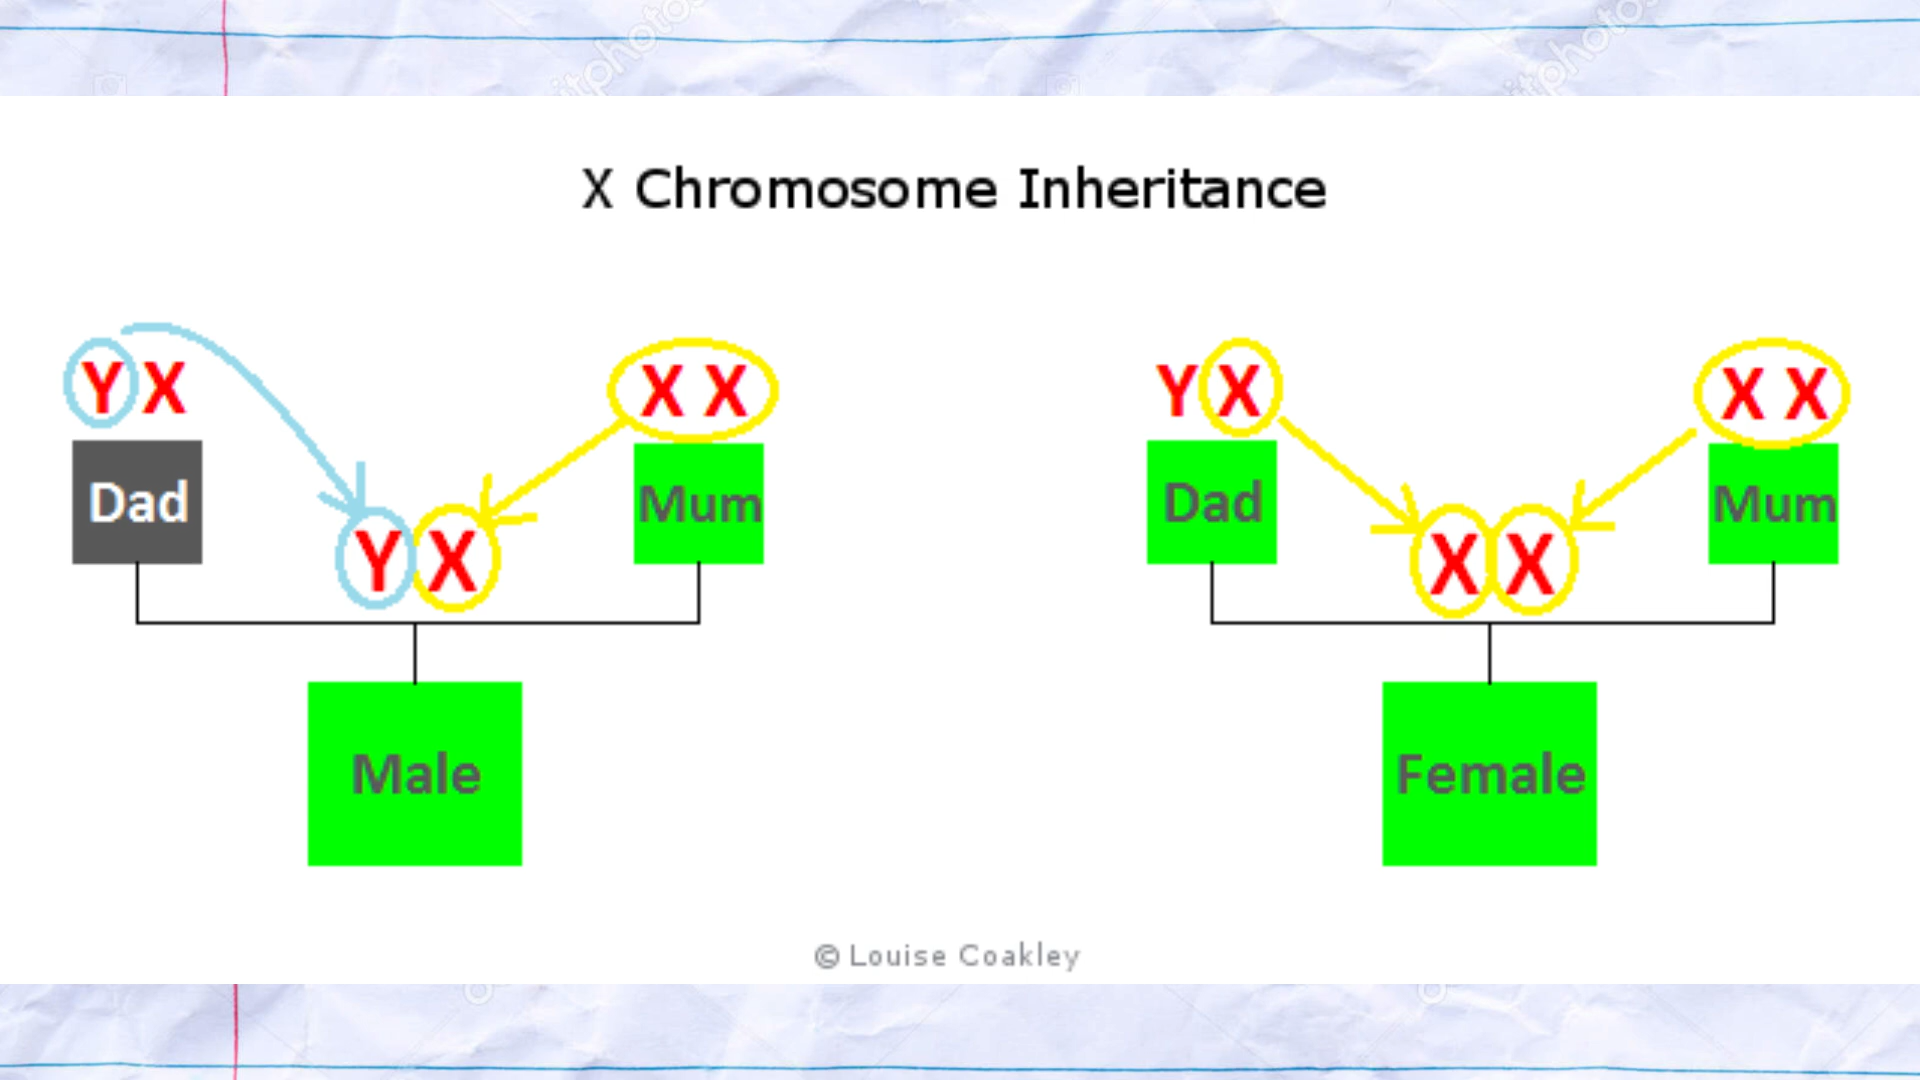 X Chromosome Inheritance
Y X
X X
Dad
Mum
Y X
Male
Y X
X X
Dad
Mum
X X
Female
© Louise Coakley